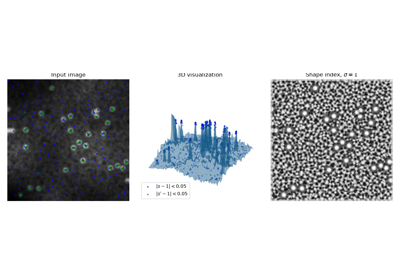 Input image
3D visualization
Shape index, σ = 1
|s − 1| < 0.05
|s' − 1| < 0.05